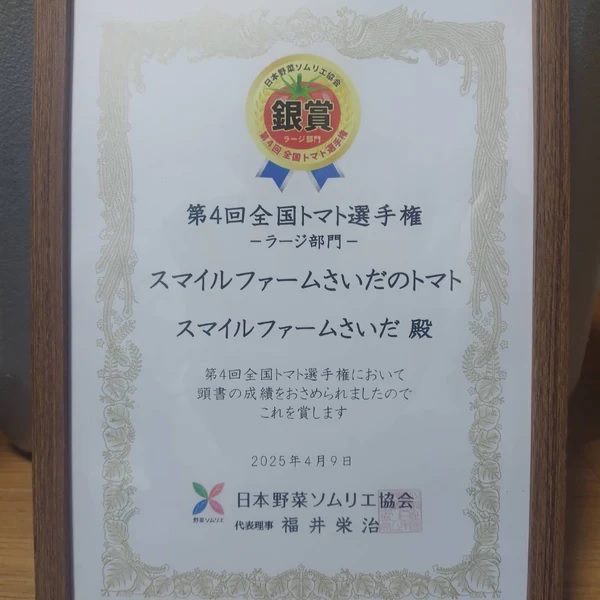 日本野菜ソムリエ協会
銀賞
ラージ部門
第4回 全国トマト選手権
第4回全国トマト選手権
－ラージ部門－
スマイルファームさいだのトマト
スマイルファームさいだ 殿
第4回全国トマト選手権において
頭書の成績をおさめられましたので
これを賞します
2025年4月9日
野菜ソムリエ
日本野菜ソムリエ協会
代表理事 福井栄治